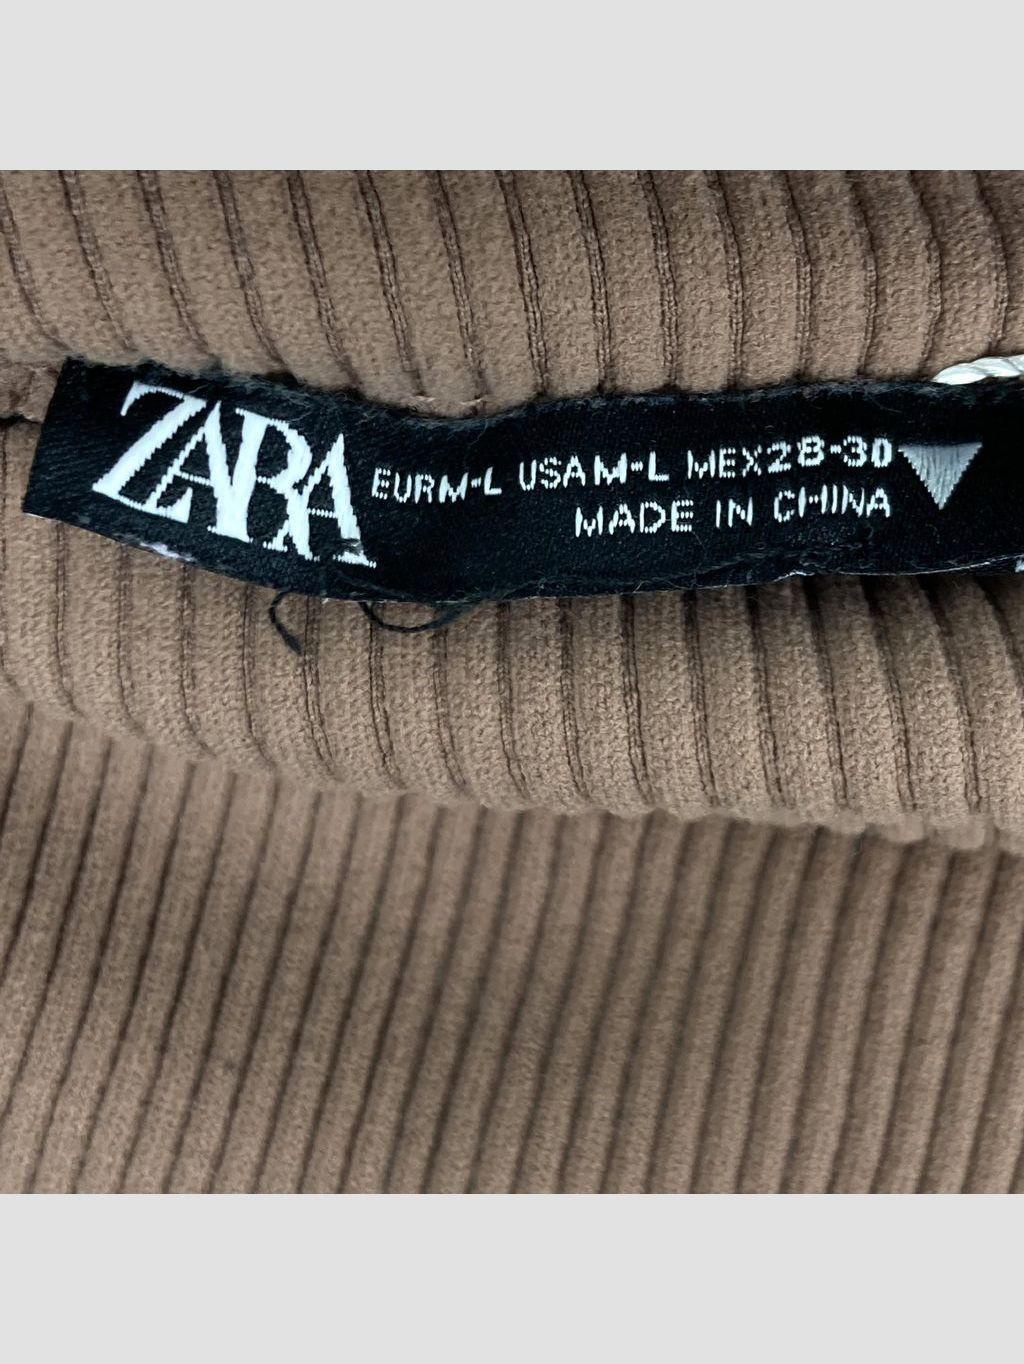 ZARA
EURM-L USAM-L MEX28-30
MADE IN CHINA